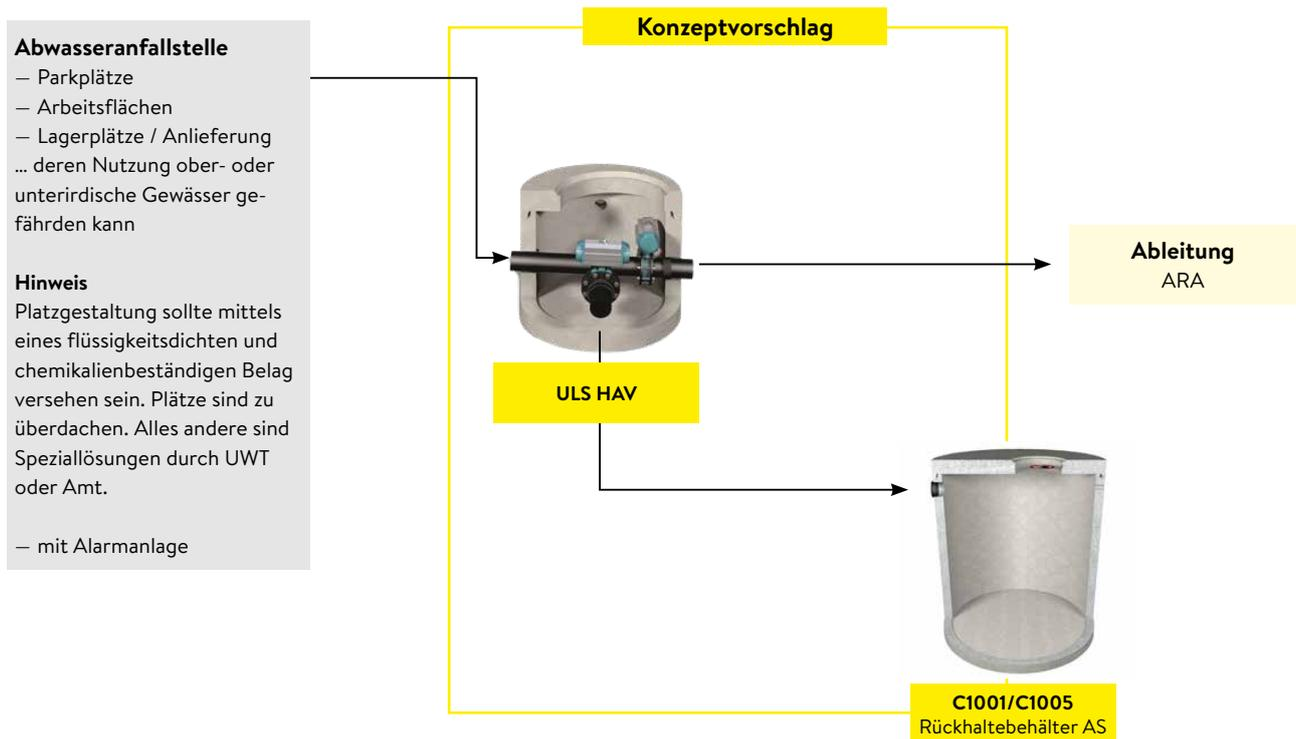 Abwasseranfallstelle
– Parkplätze
– Arbeitsflächen
– Lagerplätze / Anlieferung
... deren Nutzung ober- oder
unterirdische Gewässer ge-
fährden kann
Hinweis
Platzgestaltung sollte mittels
eines flüssigkeitsdichten und
chemikalienbeständigen Belag
versehen sein. Plätze sind zu
überdachen. Alles andere sind
Speziallösungen durch UWT
oder Amt.
– mit Alarmanlage
Konzeptvorschlag
ULS HAV
Ableitung
ARA
C1001/C1005
Rückhaltebehälter AS